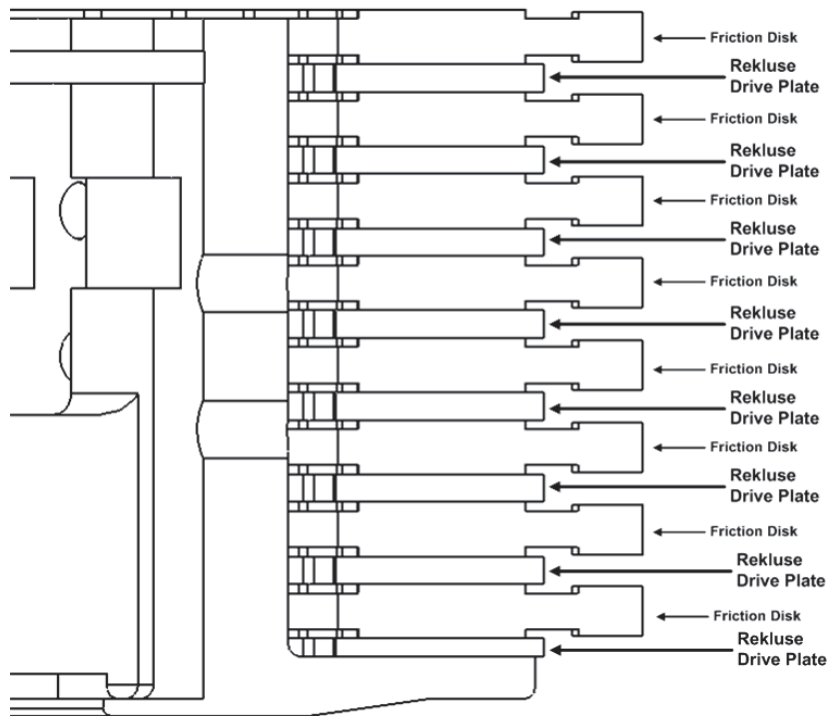 Friction Disk
Rekluse
Drive Plate
Friction Disk
Rekluse
Drive Plate
Friction Disk
Rekluse
Drive Plate
Friction Disk
Rekluse
Drive Plate
Friction Disk
Rekluse
Drive Plate
Friction Disk
Rekluse
Drive Plate
Friction Disk
Rekluse
Drive Plate
Friction Disk
Rekluse
Drive Plate